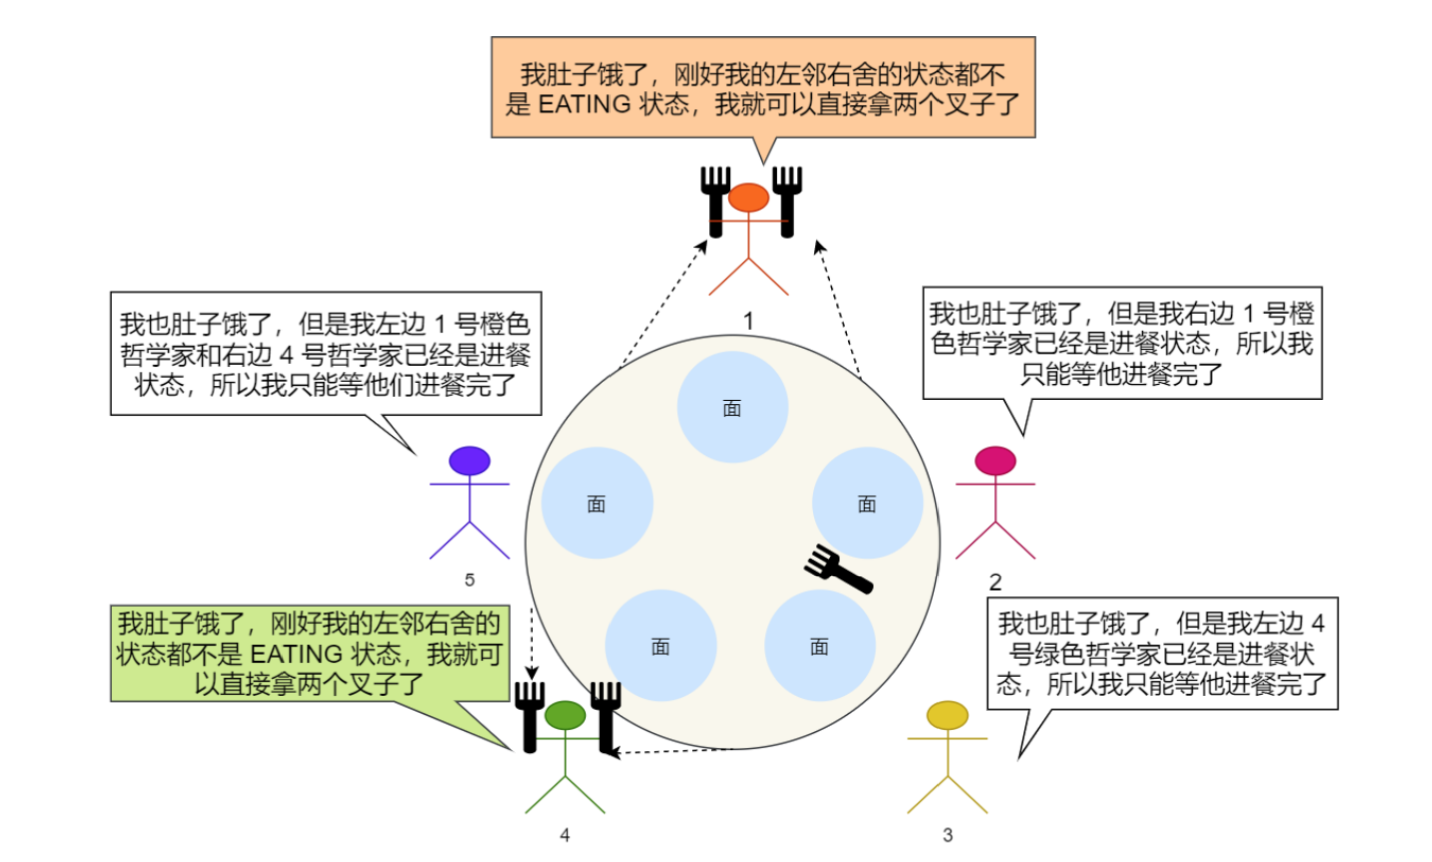 我肚子饿了，刚好我的左邻右舍的状态都不
是 EATING 状态，我就可以直接拿两个叉子了
1
我也肚子饿了，但是我左边 1 号橙色
哲学家和右边 4 号哲学家已经是进餐
状态，所以我只能等他们进餐完了
我也肚子饿了，但是我右边 1 号橙
色哲学家已经是进餐状态，所以我
只能等他进餐完了
面
面
面
5
2
我肚子饿了，刚好我的左邻右舍的
状态都不是 EATING 状态，我就可
以直接拿两个叉子了
我也肚子饿了，但是我左边 4
号绿色哲学家已经是进餐状
态，所以我只能等他进餐完了
面
面
4
3